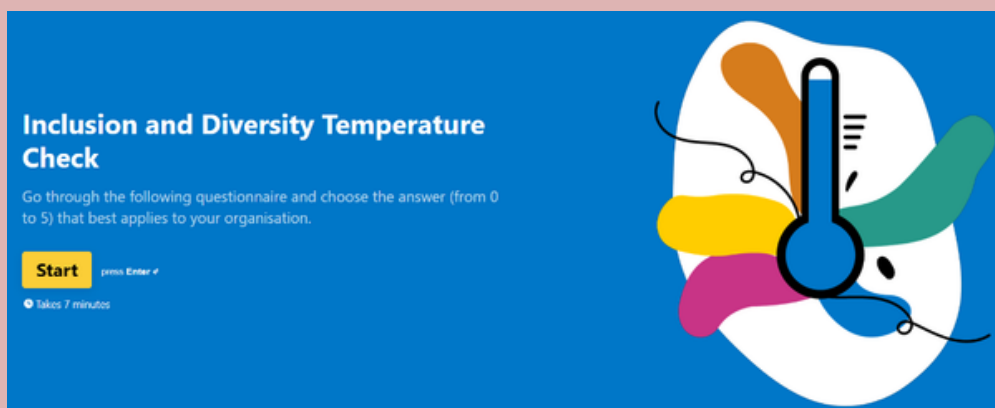 Inclusion and Diversity Temperature
Check
Go through the following questionnaire and choose the answer (from 0
to 5) that best applies to your organisation.
Start
press Enter ↵
Takes 7 minutes